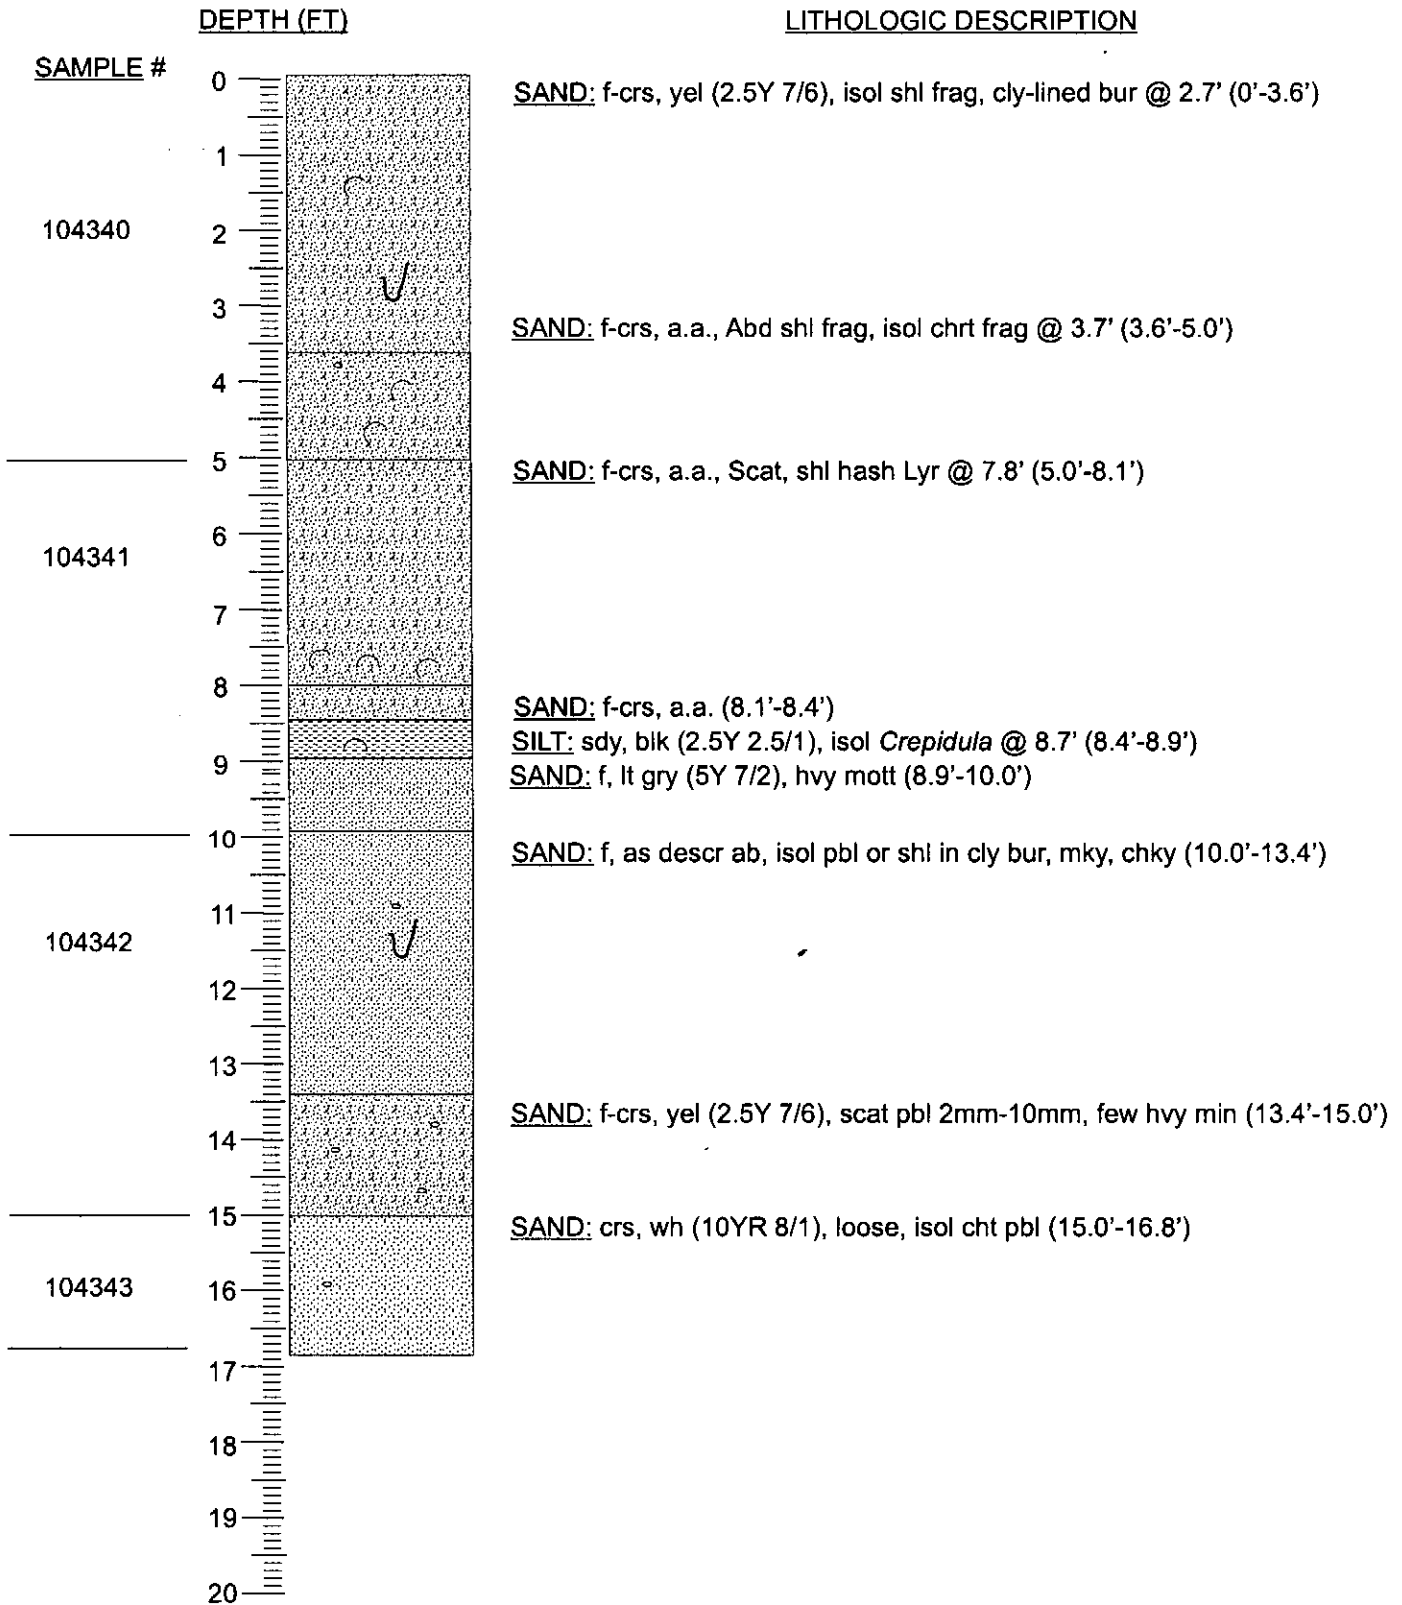 DEPTH (FT)
LITHOLOGIC DESCRIPTION
SAMPLE #
0
SAND: f-crs, yel (2.5Y 7/6), isol shl frag, cly-lined bur @ 2.7' (0'-3.6')
1
104340
2
3
SAND: f-crs, a.a., Abd shl frag, isol chrt frag @ 3.7' (3.6'-5.0')
4
5
SAND: f-crs, a.a., Scat, shl hash Lyr @ 7.8' (5.0'-8.1')
6
104341
7
8
SAND: f-crs, a.a. (8.1'-8.4')
SILT: sdy, blk (2.5Y 2.5/1), isol Crepidula @ 8.7' (8.4'-8.9')
9
SAND: f, lt gry (5Y 7/2), hvy mott (8.9'-10.0')
10
SAND: f, as descr ab, isol pbl or shl in cly bur, mky, chky (10.0'-13.4')
11
104342
12
13
SAND: f-crs, yel (2.5Y 7/6), scat pbl 2mm-10mm, few hvy min (13.4'-15.0')
14
15
SAND: crs, wh (10YR 8/1), loose, isol cht pbl (15.0'-16.8')
104343
16
17
18
19
20